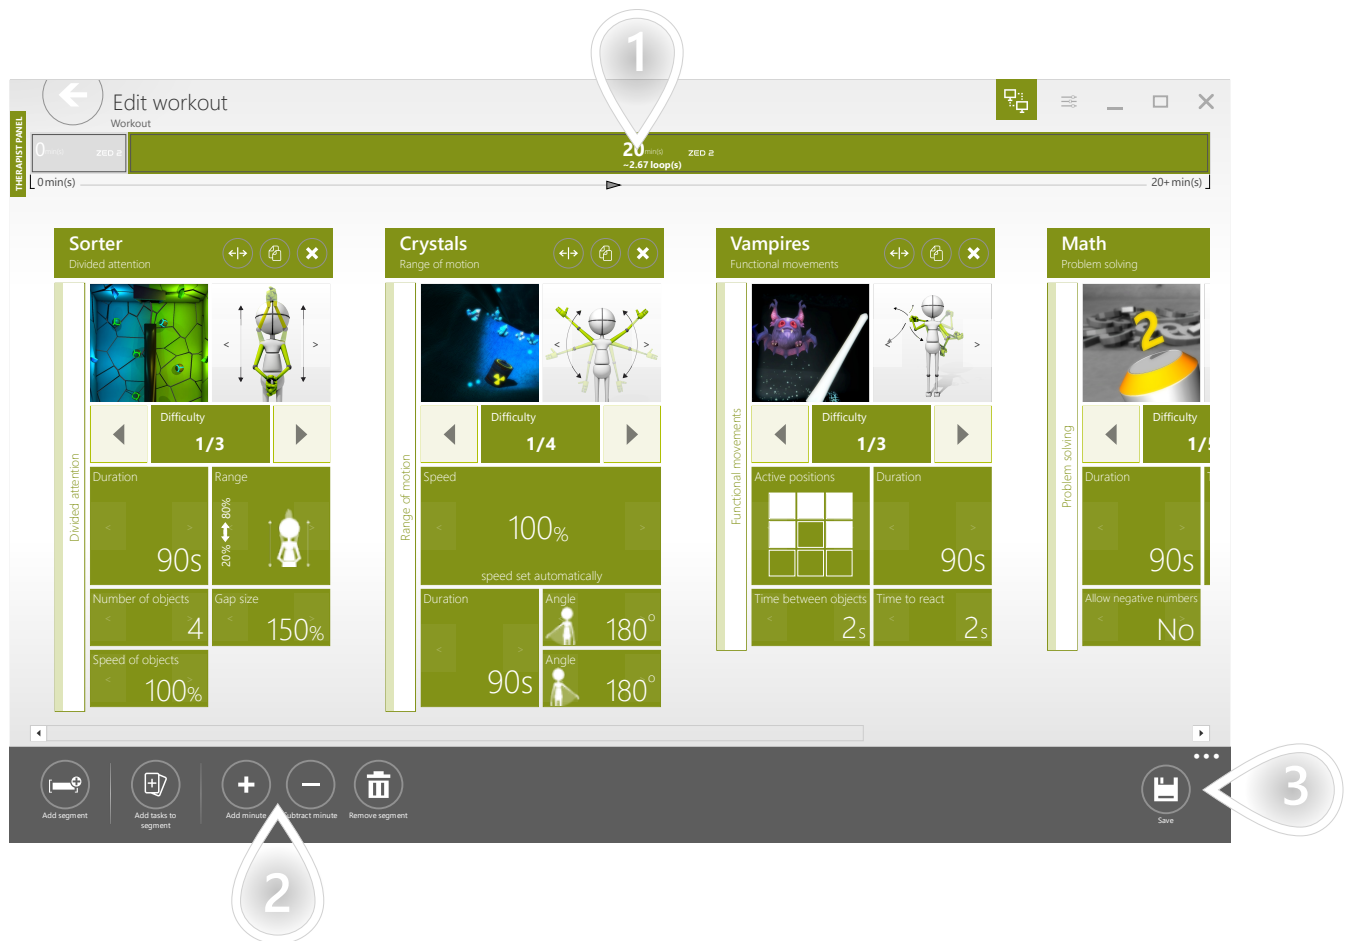 1
Edit workout
Workout
THERAPIST PANEL
0 min(s) ZED 2
20 min(s) ZED 2
~2.67 loop(s)
0 min(s)
20+ min(s)
Sorter
Divided attention
Crystals
Range of motion
Vampires
Functional movements
Math
Problem solving
Divided attention
< >
Difficulty
1/3
Duration
< >
90s
Range
20% 80%
>
Number of objects
< >
4
Gap size
<
150%
Speed of objects
< >
100%
Range of motion
< >
Difficulty
1/4
Speed
< >
100%
speed set automatically
Duration
< >
90s
Angle
180°
Angle
180°
Functional movements
< >
Difficulty
1/3
Active positions
Duration
< >
90s
Time between objects
<
2s
Time to react
<
2s
Problem solving
2
Difficulty
Duration
< >
90s
Allow negative numbers
<
No
Add segment
Add tasks to
segment
Add minute
Subtract minute
Remove segment
Save
2
3